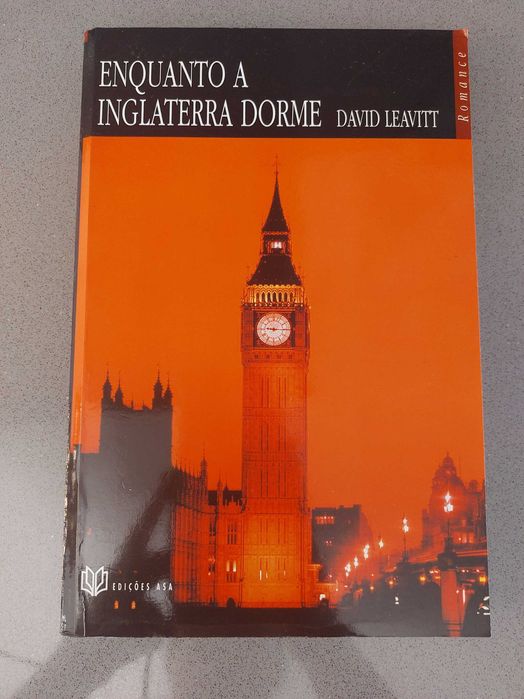 ENQUANTO A
INGLATERRA DORME DAVID LEAVITT
Romance
EDIÇÕES ASA